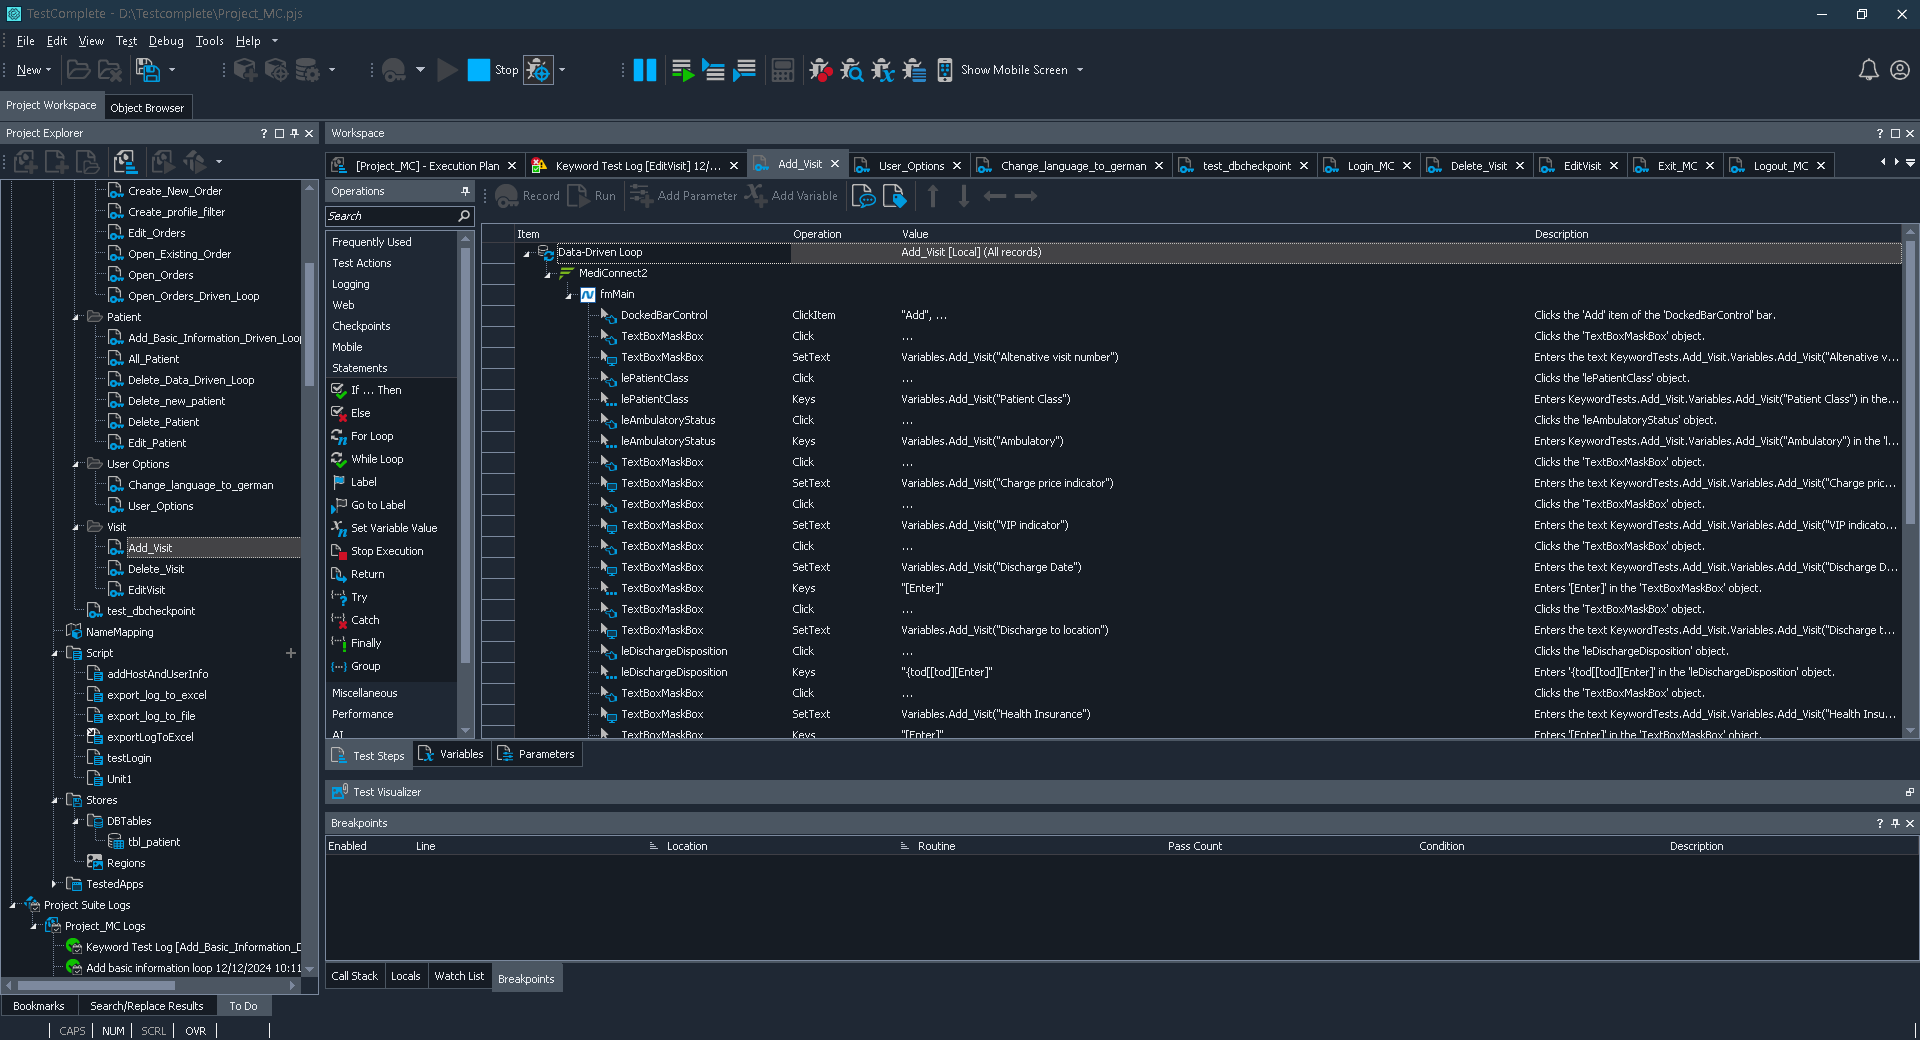 TestComplete - D:\Testcomplete\Project_MC.pjs
File Edit View Test Debug Tools Help
New Stop Show Mobile Screen
Project Workspace Object Browser
Project Explorer
Create_New_Order
Create_profile_filter
Edit_Orders
Open_Existing_Order
Open_Orders
Open_Orders_Driven_Loop
Patient
Add_Basic_Information_Driven_Loop
All_Patient
Delete_Data_Driven_Loop
Delete_new_patient
Delete_Patient
Edit_Patient
User Options
Change_language_to_german
User_Options
Visit
Add_Visit
Delete_Visit
EditVisit
test_dbcheckpoint
NameMapping
Script
addHostAndUserInfo
export_log_to_excel
export_log_to_file
exportLogToExcel
testLogin
Unit1
Stores
DBTables
tbl_patient
Regions
TestedApps
Project Suite Logs
Project_MC Logs
Keyword Test Log [Add_Basic_Information_D
Add basic information loop 12/12/2024 10:11
Bookmarks Search/Replace Results To Do
CAPS NUM SCRL OVR
Workspace
[Project_MC] - Execution Plan Keyword Test Log [EditVisit] 12/... Add_Visit User_Options Change_language_to_german test_dbcheckpoint Login_MC Delete_Visit EditVisit Exit_MC Logout_MC
Operations
Search
Frequently Used
Test Actions
Logging
Web
Checkpoints
Mobile
Statements
If ... Then
Else
For Loop
While Loop
Label
Go to Label
Set Variable Value
Stop Execution
Return
Try
Catch
Finally
Group
Miscellaneous
Performance
AI
Record Run Add Parameter Add Variable
Item Operation Value Description
Data-Driven Loop Add_Visit [Local] (All records)
MediConnect2
fmMain
DockedBarControl ClickItem "Add", ... Clicks the 'Add' item of the 'DockedBarControl' bar.
TextBoxMaskBox Click ... Clicks the 'TextBoxMaskBox' object.
TextBoxMaskBox SetText Variables.Add_Visit("Altenative visit number") Enters the text KeywordTests.Add_Visit.Variables.Add_Visit("Altenative v...
lePatientClass Click ... Clicks the 'lePatientClass' object.
lePatientClass Keys Variables.Add_Visit("Patient Class") Enters KeywordTests.Add_Visit.Variables.Add_Visit("Patient Class") in the...
leAmbulatoryStatus Click ... Clicks the 'leAmbulatoryStatus' object.
leAmbulatoryStatus Keys Variables.Add_Visit("Ambulatory") Enters KeywordTests.Add_Visit.Variables.Add_Visit("Ambulatory") in the 'l...
TextBoxMaskBox Click ... Clicks the 'TextBoxMaskBox' object.
TextBoxMaskBox SetText Variables.Add_Visit("Charge price indicator") Enters the text KeywordTests.Add_Visit.Variables.Add_Visit("Charge pric...
TextBoxMaskBox Click ... Clicks the 'TextBoxMaskBox' object.
TextBoxMaskBox SetText Variables.Add_Visit("VIP indicator") Enters the text KeywordTests.Add_Visit.Variables.Add_Visit("VIP indicato...
TextBoxMaskBox Click ... Clicks the 'TextBoxMaskBox' object.
TextBoxMaskBox SetText Variables.Add_Visit("Discharge Date") Enters the text KeywordTests.Add_Visit.Variables.Add_Visit("Discharge D...
TextBoxMaskBox Keys "[Enter]" Enters '[Enter]' in the 'TextBoxMaskBox' object.
TextBoxMaskBox Click ... Clicks the 'TextBoxMaskBox' object.
TextBoxMaskBox SetText Variables.Add_Visit("Discharge to location") Enters the text KeywordTests.Add_Visit.Variables.Add_Visit("Discharge t...
leDischargeDisposition Click ... Clicks the 'leDischargeDisposition' object.
leDischargeDisposition Keys "{tod[[tod][Enter]" Enters '{tod[[tod][Enter]' in the 'leDischargeDisposition' object.
TextBoxMaskBox Click ... Clicks the 'TextBoxMaskBox' object.
TextBoxMaskBox SetText Variables.Add_Visit("Health Insurance") Enters the text KeywordTests.Add_Visit.Variables.Add_Visit("Health Insu...
TextBoxMaskBox Keys "[Enter]" Enters '[Enter]' in the 'TextBoxMaskBox' object.
Test Steps Variables Parameters
Test Visualizer
Breakpoints
Enabled Line Location Routine Pass Count Condition Description
Call Stack Locals Watch List Breakpoints